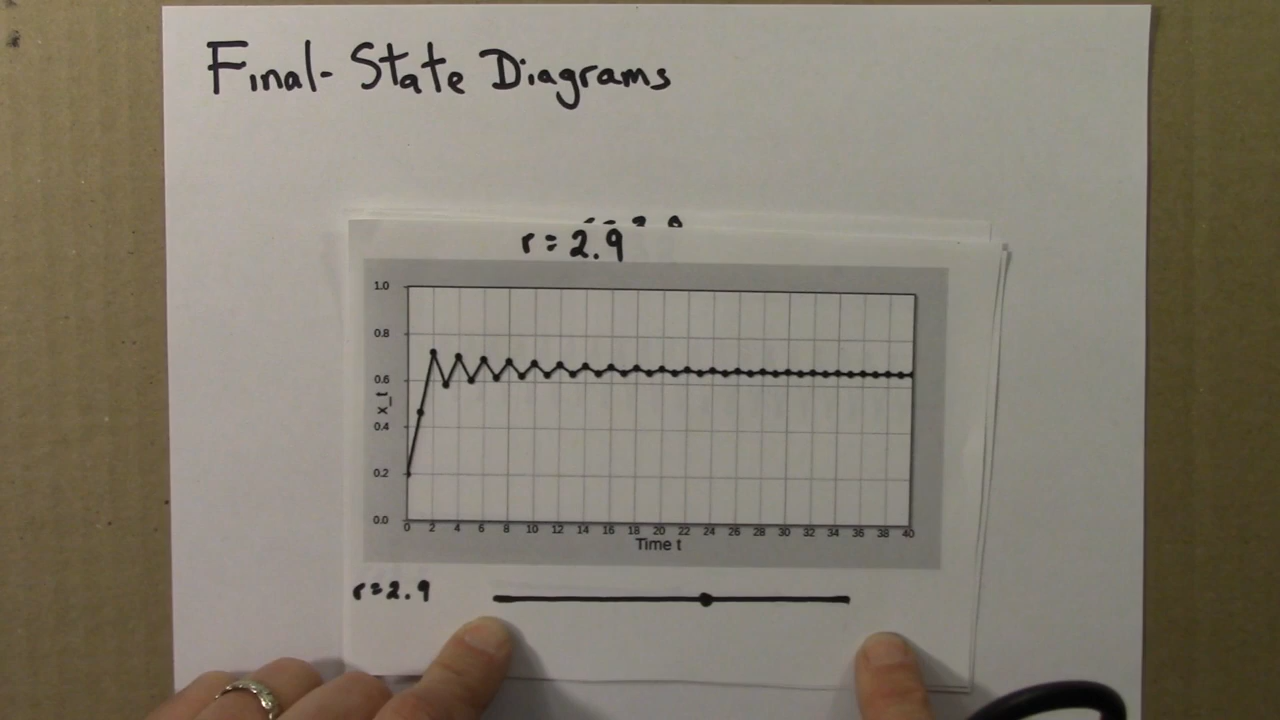 Final-State Diagrams
r = 2.9
1.0
0.8
0.6
0.4
0.2
0.0
x_t
0 2 4 6 8 10 12 14 16 18 20 22 24 26 28 30 32 34 36 38 40
Time t
r=2.9